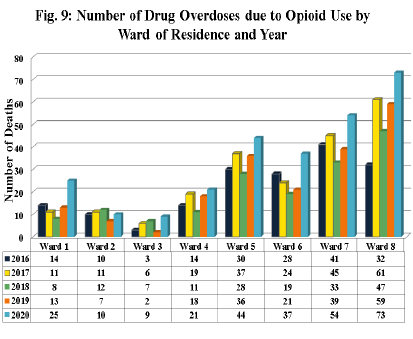 Fig. 9: Number of Drug Overdoses due to Opioid Use by
Ward of Residence and Year
Number of Deaths
80
70
60
50
40
30
20
10
0
Ward 1 Ward 2 Ward 3 Ward 4 Ward 5 Ward 6 Ward 7 Ward 8
2016 14 10 3 14 30 28 41 32
2017 11 11 6 19 37 24 45 61
2018 8 12 7 11 28 19 33 47
2019 13 7 2 18 36 21 39 59
2020 25 10 9 21 44 37 54 73